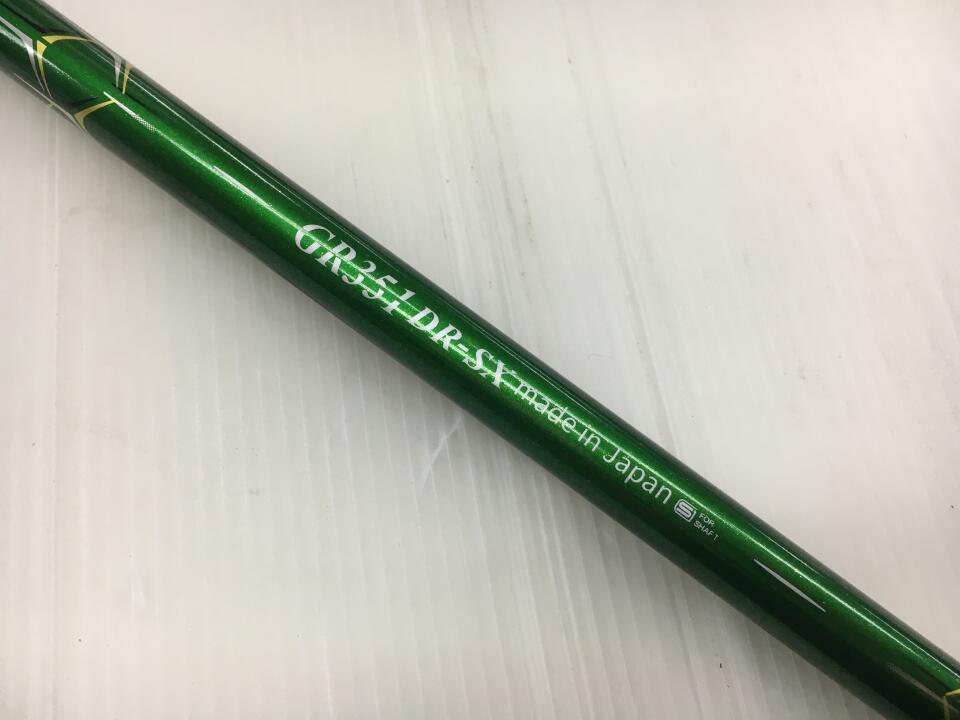 GR351 DR-SX made in Japan S FOR
SHAFT